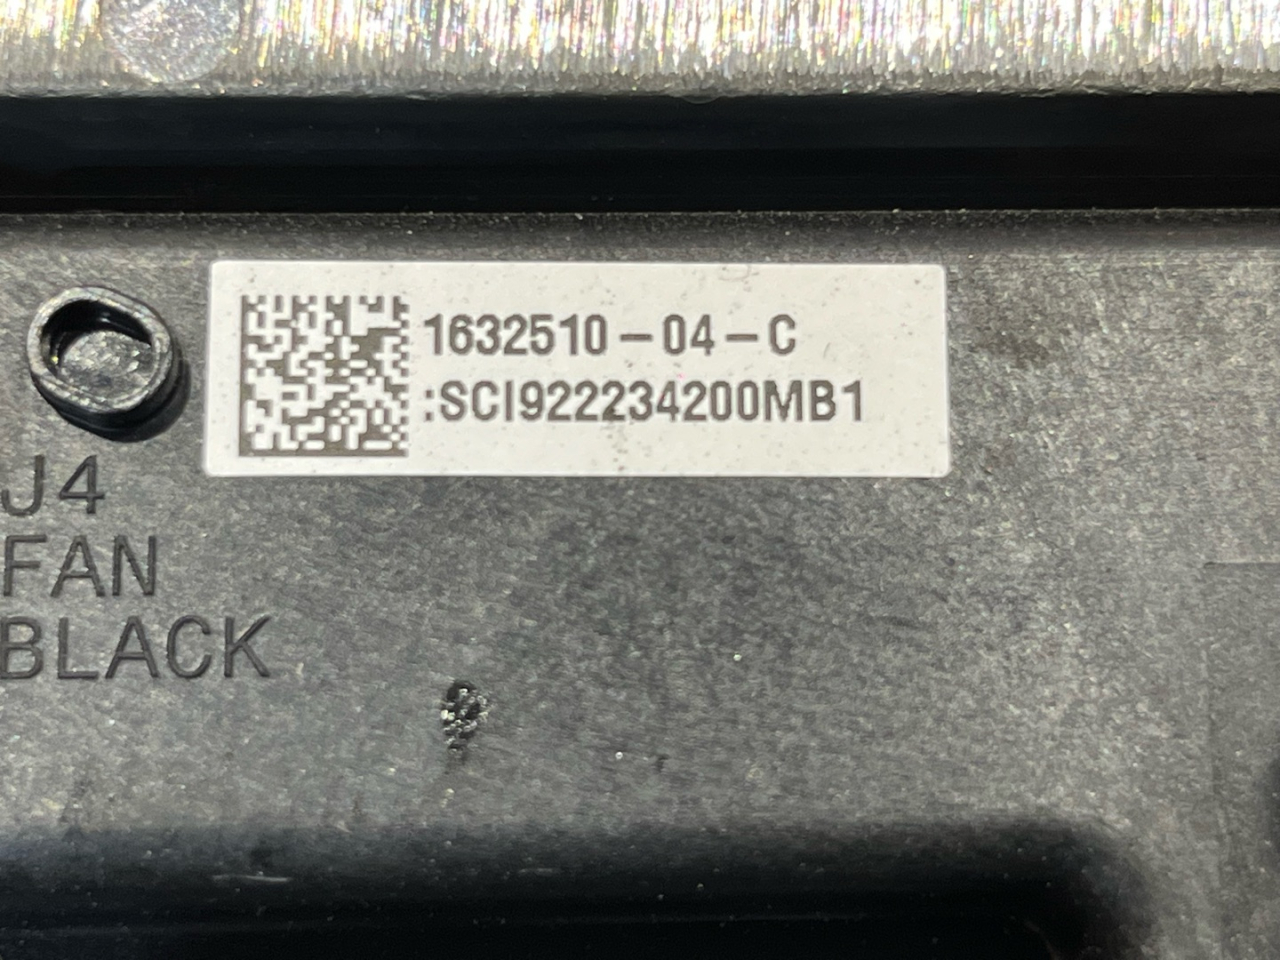 1632510-04-C
:SCI922234200MB1
J4
FAN
BLACK